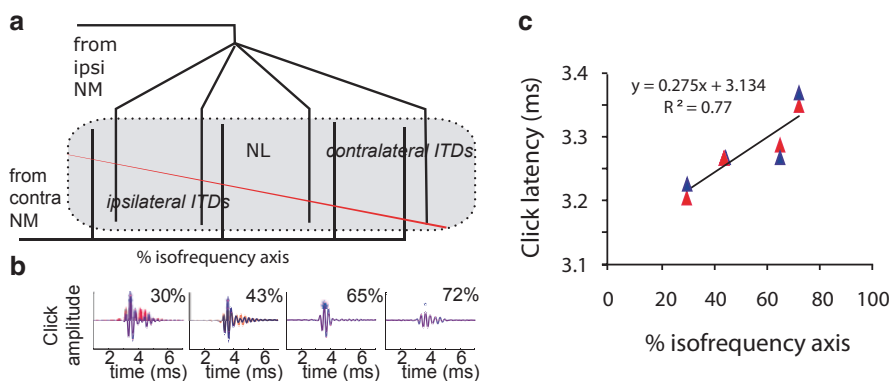 a
from
ipsi
NM
NL
contralateral ITDs
from
contra
NM
ipsilateral ITDs
% isofrequency axis
b
Click
amplitude
30%
43%
65%
72%
2 4 6
2 4 6
2 4 6
2 4 6
time (ms)
time (ms)
time (ms)
time (ms)
c
Click latency (ms)
3.4
3.3
3.2
3.1
y = 0.275x + 3.134
R² = 0.77
0 20 40 60 80 100
% isofrequency axis